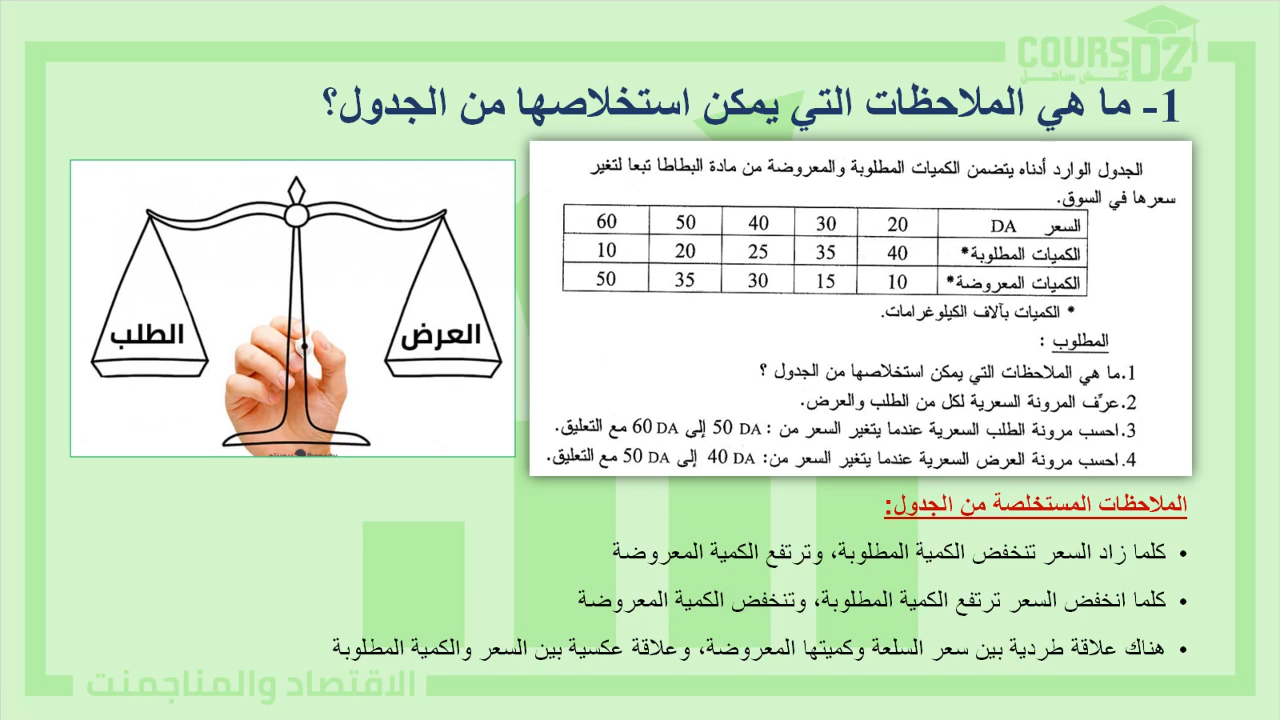 COURSDZ
كلش ساهل
1- ما هي الملاحظات التي يمكن استخلاصها من الجدول؟
الجدول الوارد أدناه يتضمن الكميات المطلوبة والمعروضة من مادة البطاطا تبعا لتغير
سعرها في السوق.
السعر DA 20 30 40 50 60
الكميات المطلوبة* 40 35 25 20 10
الكميات المعروضة* 10 15 30 35 50
* الكميات بآلاف الكيلوغرامات.
المطلوب :
1.ما هي الملاحظات التي يمكن استخلاصها من الجدول ؟
2.عرِّف المرونة السعرية لكل من الطلب والعرض.
3.احسب مرونة الطلب السعرية عندما يتغير السعر من : 50 DA إلى 60 DA مع التعليق.
4.احسب مرونة العرض السعرية عندما يتغير السعر من: 40 DA إلى 50 DA مع التعليق.
العرض
الطلب
الملاحظات المستخلصة من الجدول:
• كلما زاد السعر تنخفض الكمية المطلوبة، وترتفع الكمية المعروضة
• كلما انخفض السعر ترتفع الكمية المطلوبة، وتنخفض الكمية المعروضة
• هناك علاقة طردية بين سعر السلعة وكميتها المعروضة، وعلاقة عكسية بين السعر والكمية المطلوبة
الاقتصاد والمناجمنت